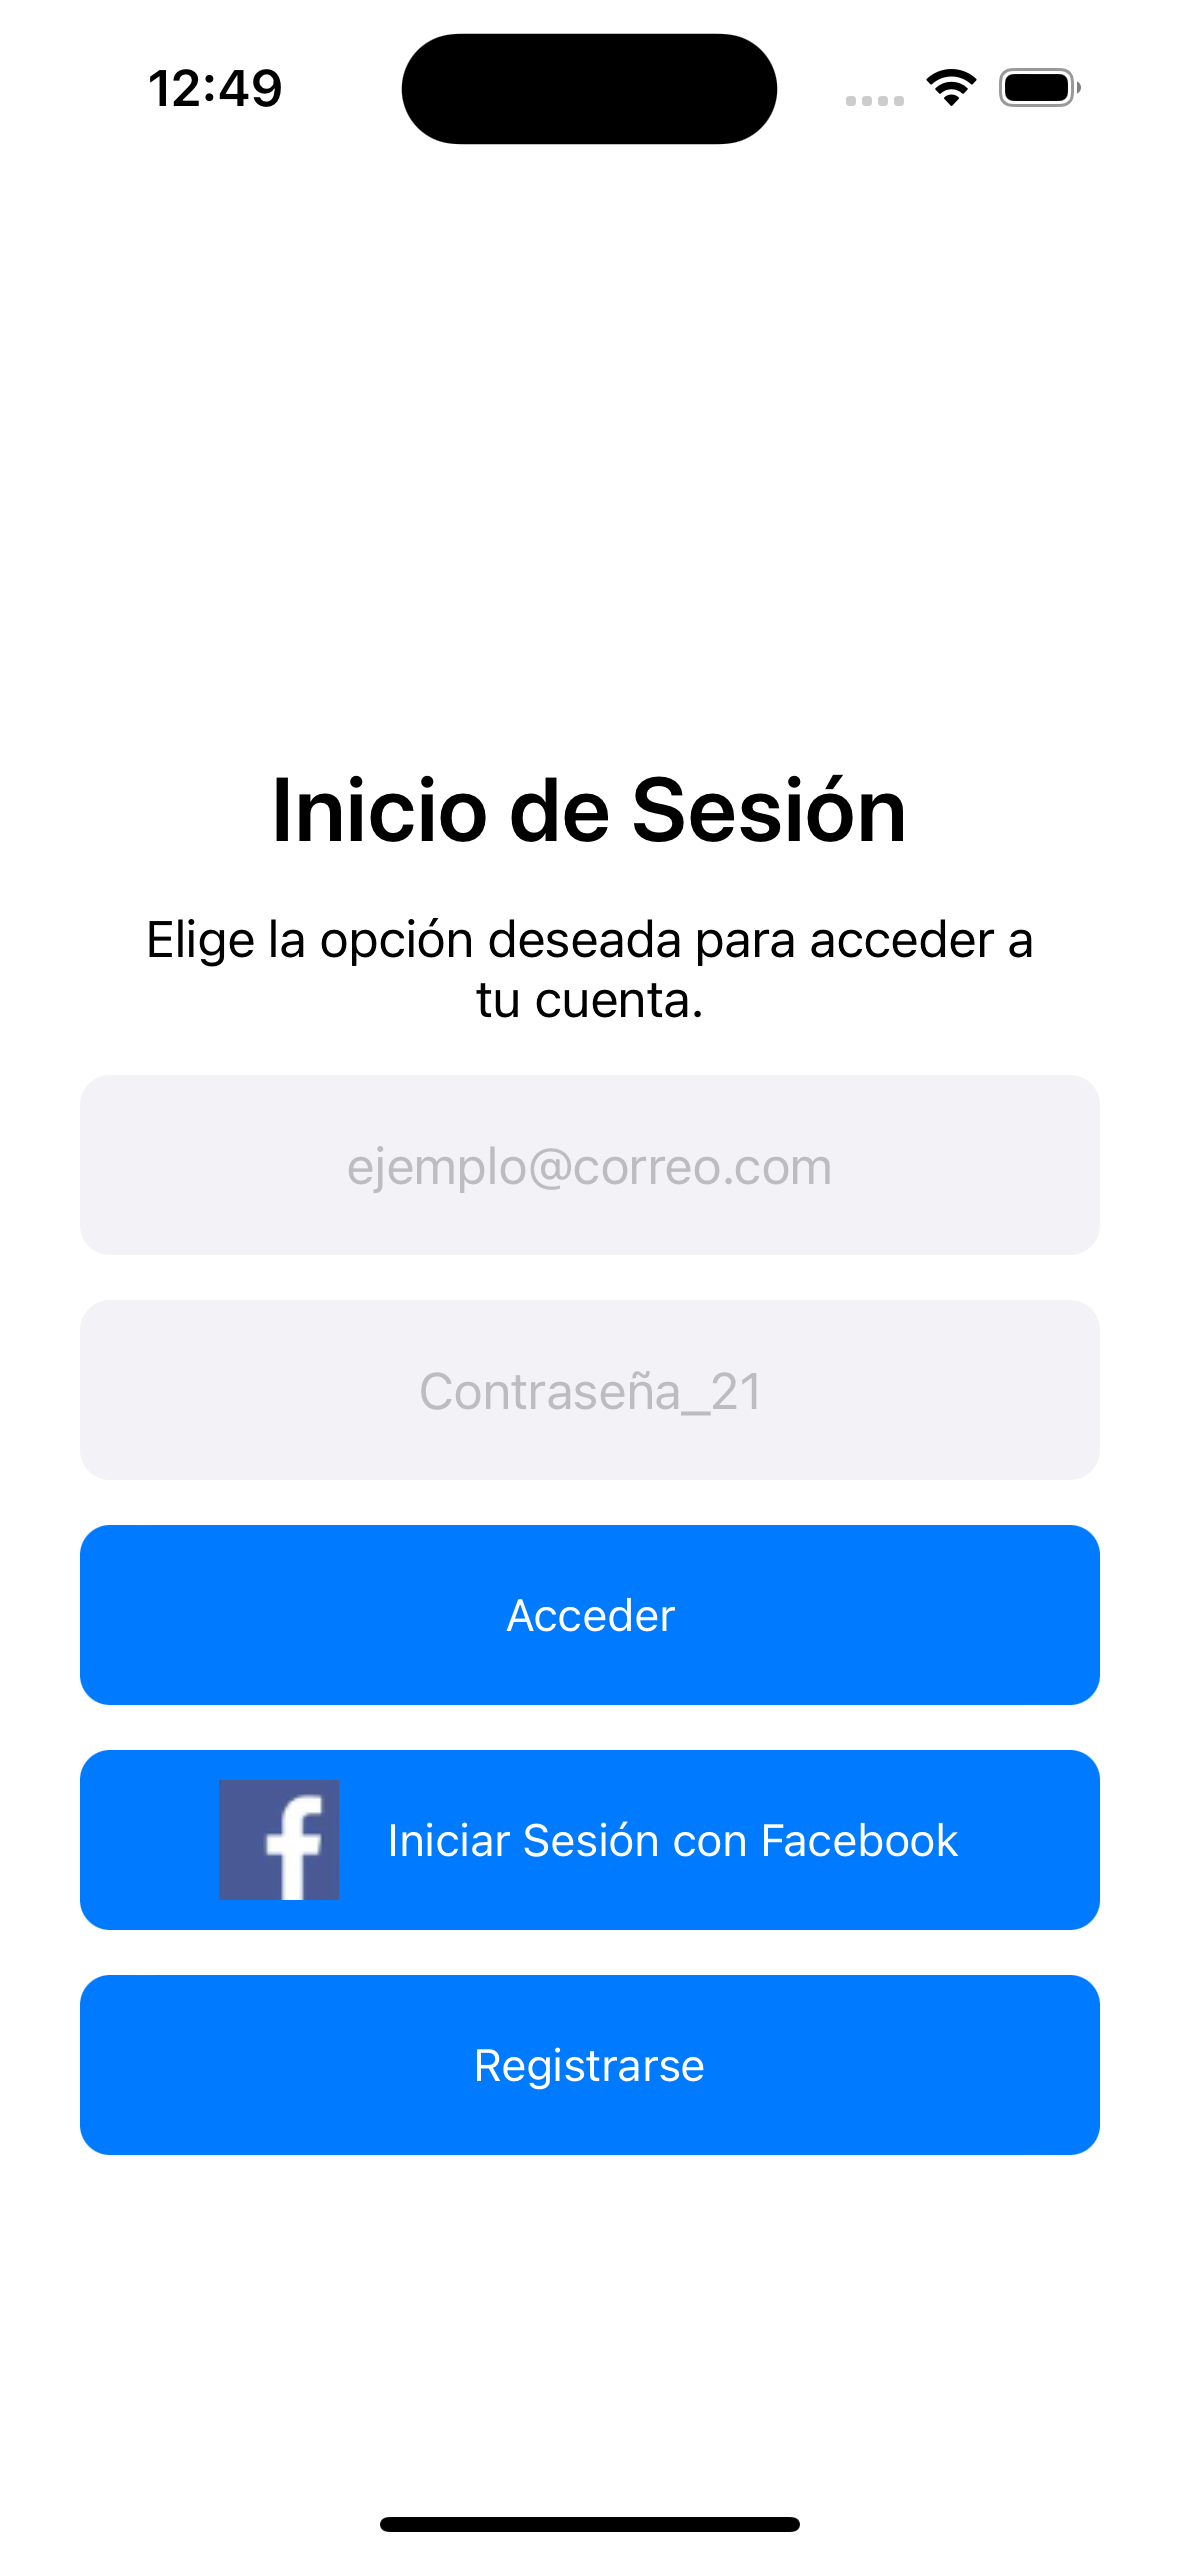 12:49
Inicio de Sesión
Elige la opción deseada para acceder a
tu cuenta.
ejemplo@correo.com
Contraseña_21
Acceder
f Iniciar Sesión con Facebook
Registrarse